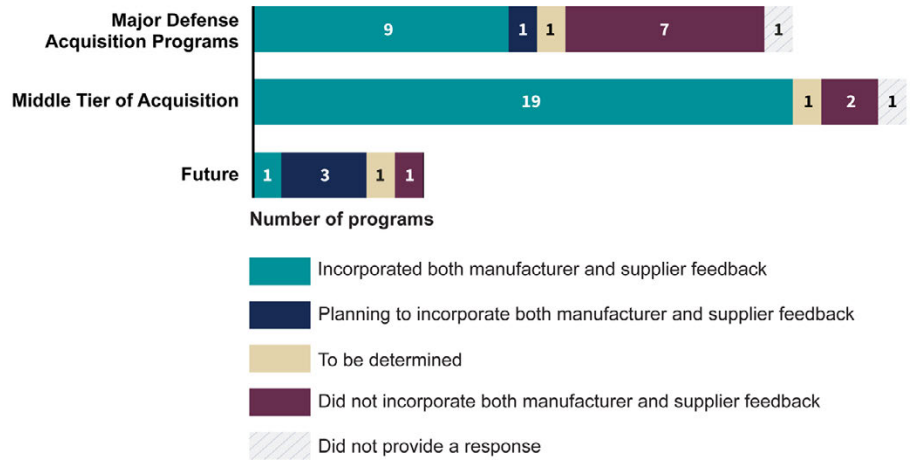 Major Defense
Acquisition Programs
9 1 1 7 1
Middle Tier of Acquisition
19 1 2 1
Future
1 3 1 1
Number of programs
Incorporated both manufacturer and supplier feedback
Planning to incorporate both manufacturer and supplier feedback
To be determined
Did not incorporate both manufacturer and supplier feedback
Did not provide a response